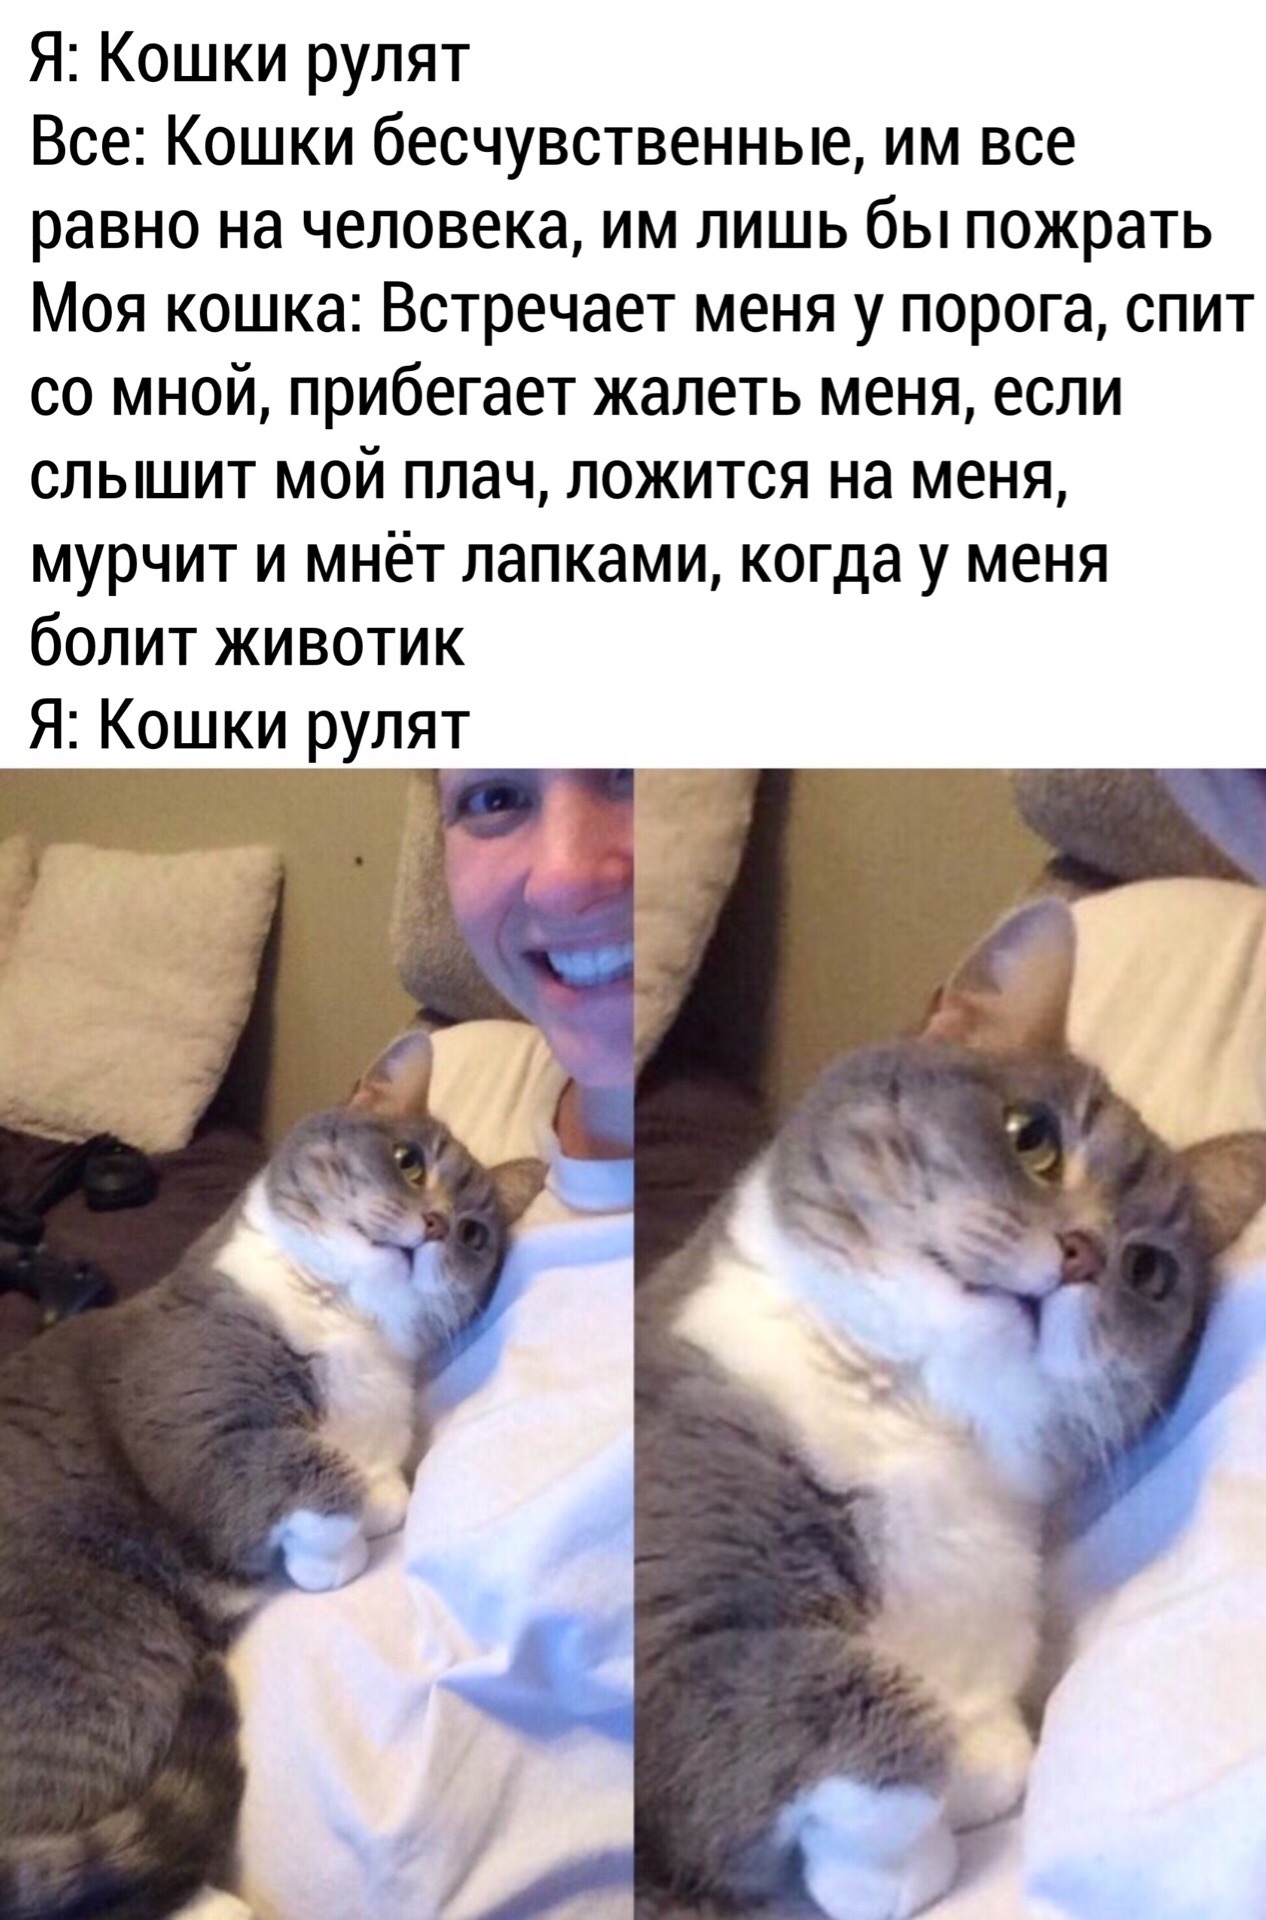 Я: Кошки рулят
Все: Кошки бесчувственные, им все
равно на человека, им лишь бы пожрать
Моя кошка: Встречает меня у порога, спит
со мной, прибегает жалеть меня, если
слышит мой плач, ложится на меня,
мурчит и мнёт лапками, когда у меня
болит животик
Я: Кошки рулят